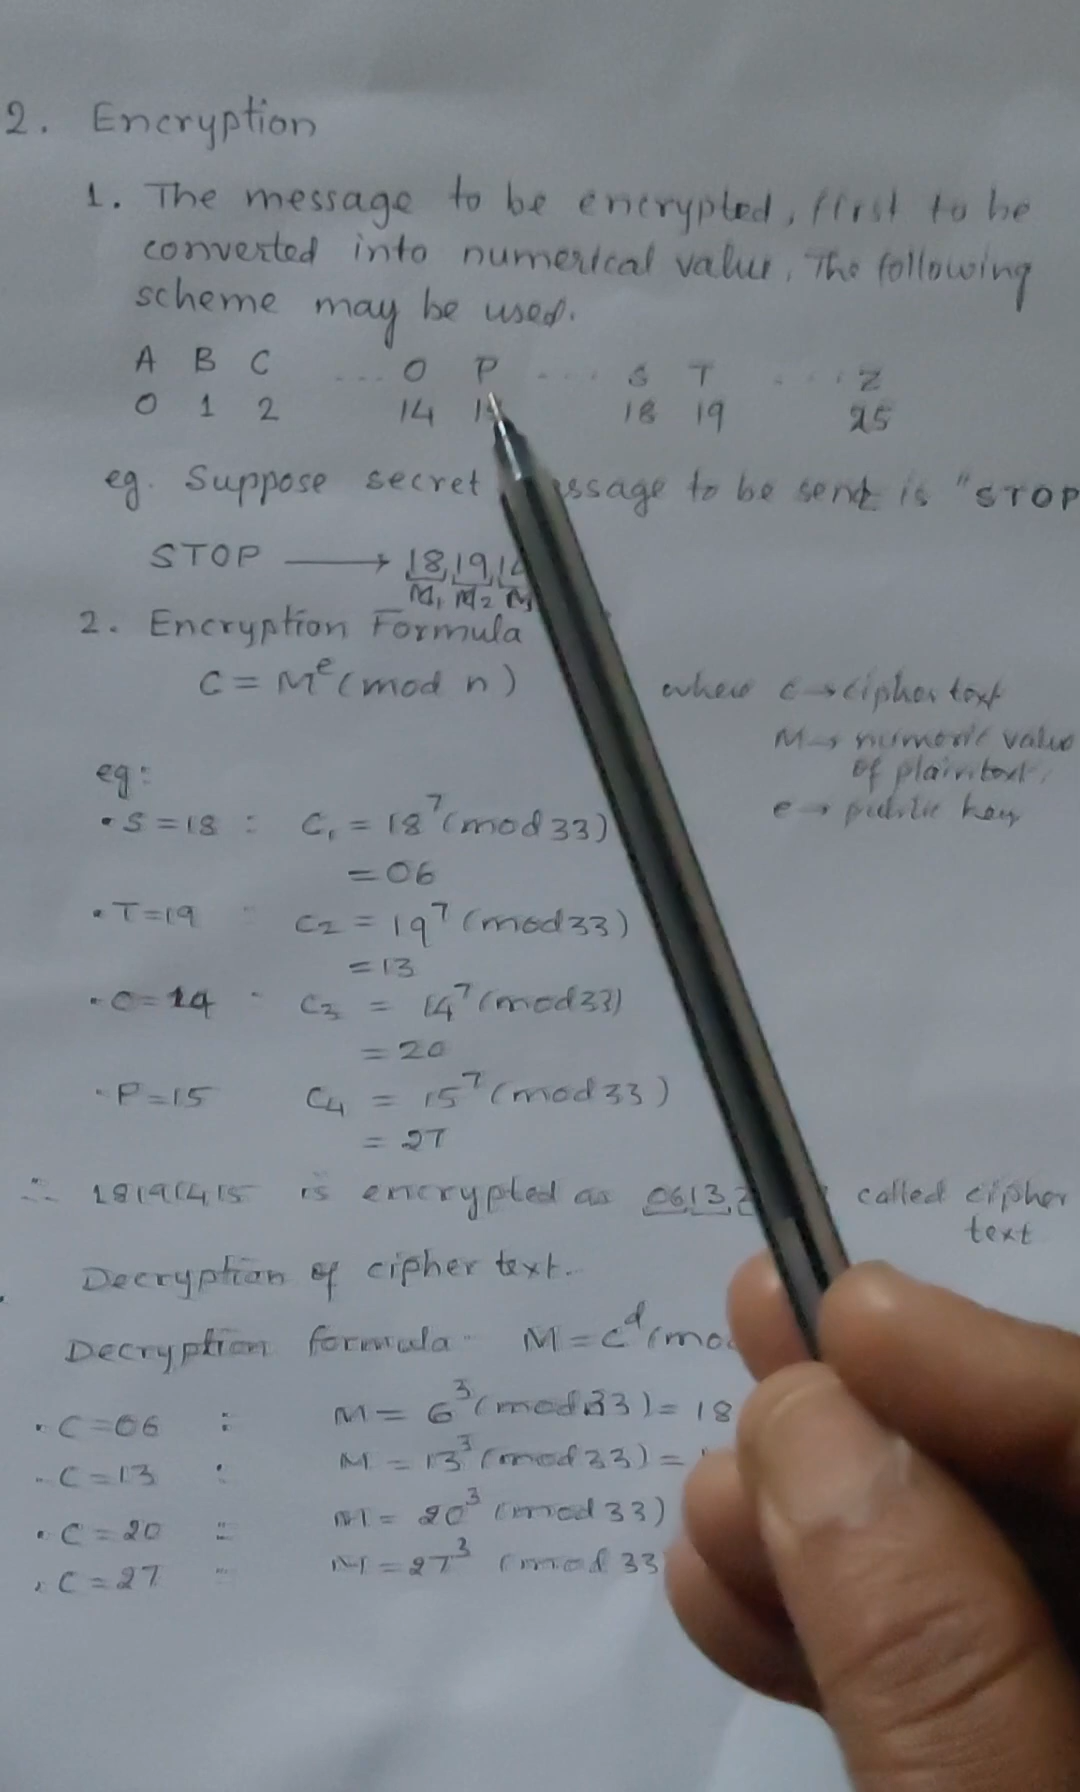 2. Encryption
1. The message to be encrypted, first to be
converted into numerical value. The following
scheme may be used.
A B C .... O P .... S T .... Z
0 1 2 14 18 19 25
eg. Suppose secret to be send is "STOP
STOP → 18,19,
M1 M2
2. Encryption Formula
C = M^e (mod n) where c → cipher text
M → numeric value
of plaintext,
e → public key
eg:
• S = 18 : C1 = 18^7 (mod 33)
= 06
• T = 19 : C2 = 19^7 (mod 33)
= 13
• O = 14 - C3 = 14^7 (mod 33)
= 20
- P = 15 C4 = 15^7 (mod 33)
= 27
∴ 18191415 is encrypted as 0613,2 called cipher
text
Decryption of cipher text.
Decryption formula M = c^d
• C = 06 : M = 6^3 (mod 33) = 18
- C = 13 : M = 13^3 (mod 33) =
• C = 20 : M = 20^3 (mod 33)
• C = 27 M = 27^3 (mod 33